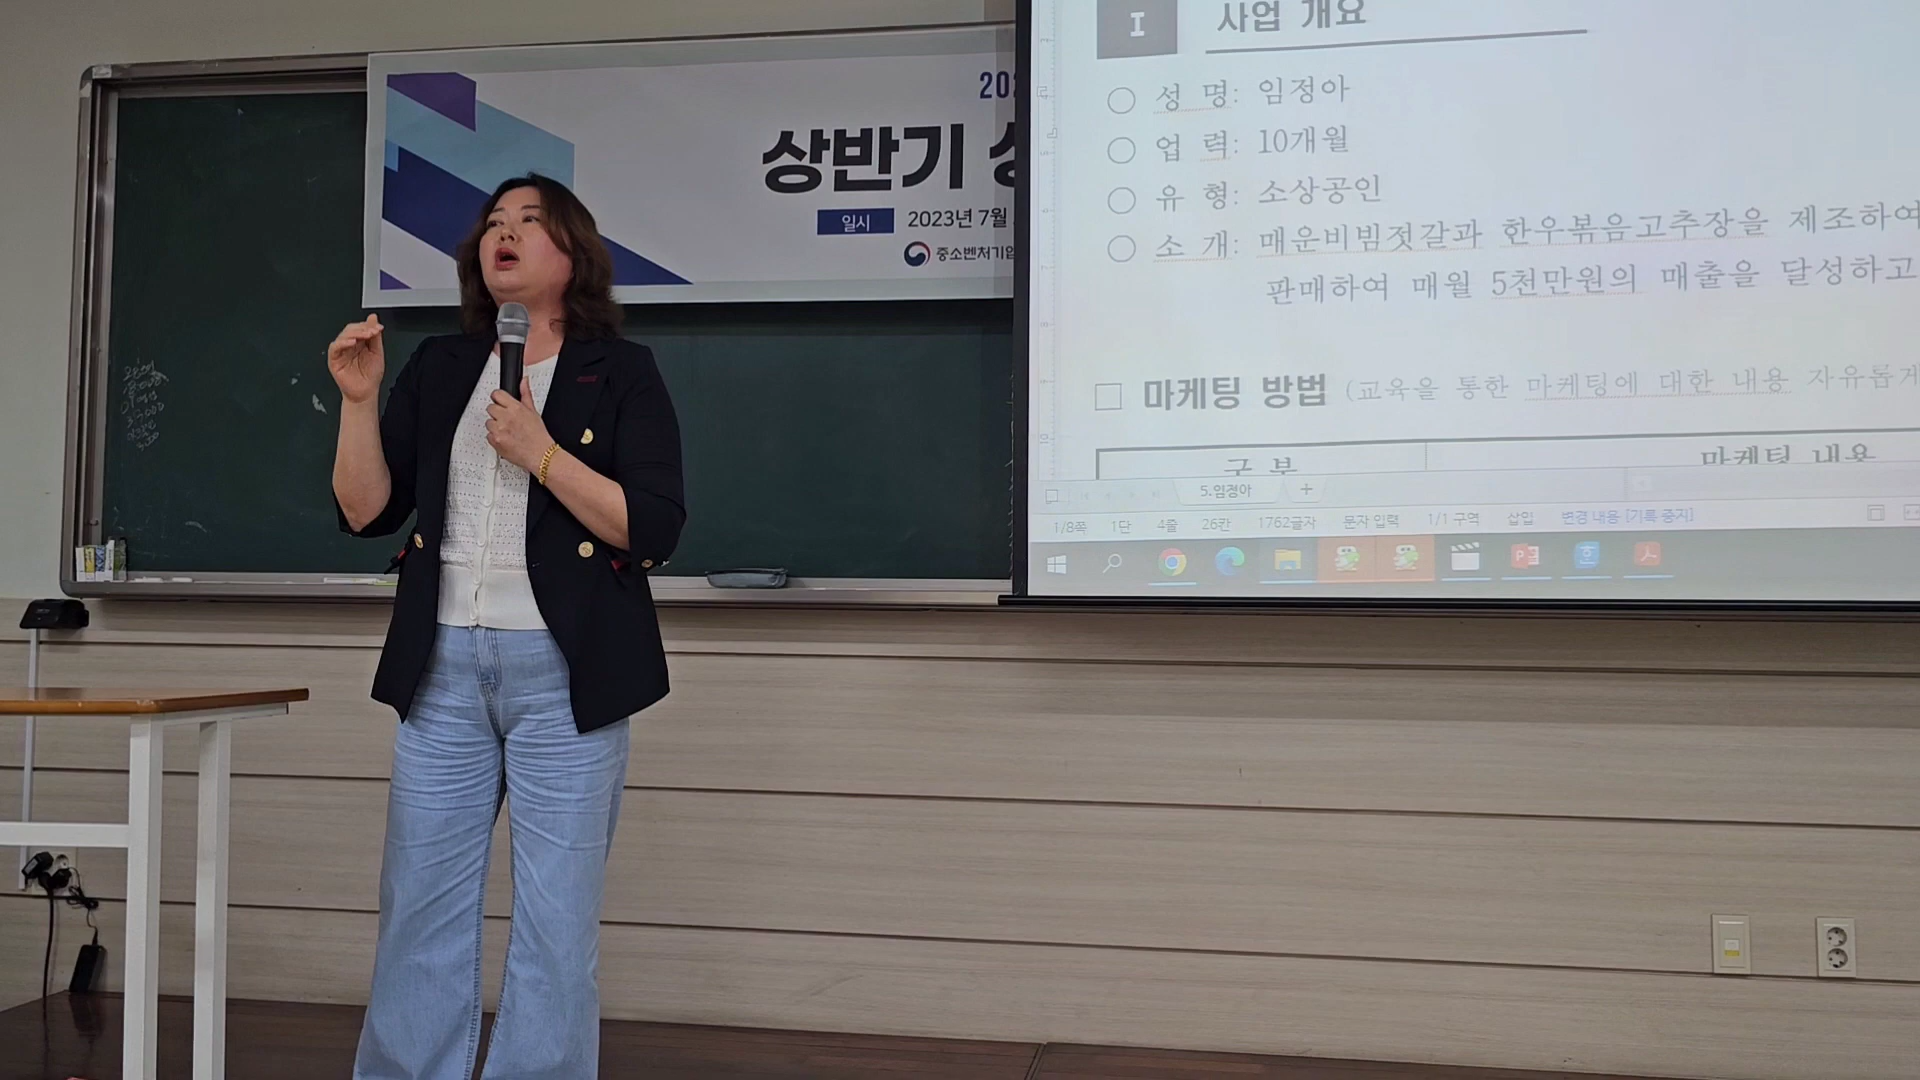 상반기
일시 2023년 7월
중소벤처기업
I 사업 개요
○ 성 명: 임정아
○ 업 력: 10개월
○ 유 형: 소상공인
○ 소 개: 매운비빔젓갈과 한우볶음고추장을 제조하여
판매하여 매월 5천만원의 매출을 달성하고
□ 마케팅 방법 (교육을 통한 마케팅에 대한 내용 자유롭게
구 분 마케팅 내용
5.임정아 +
1/8쪽 1단 4줄 26칸 1762글자 문자 입력 1/1 구역 삽입 변경 내용 [기록 중지]